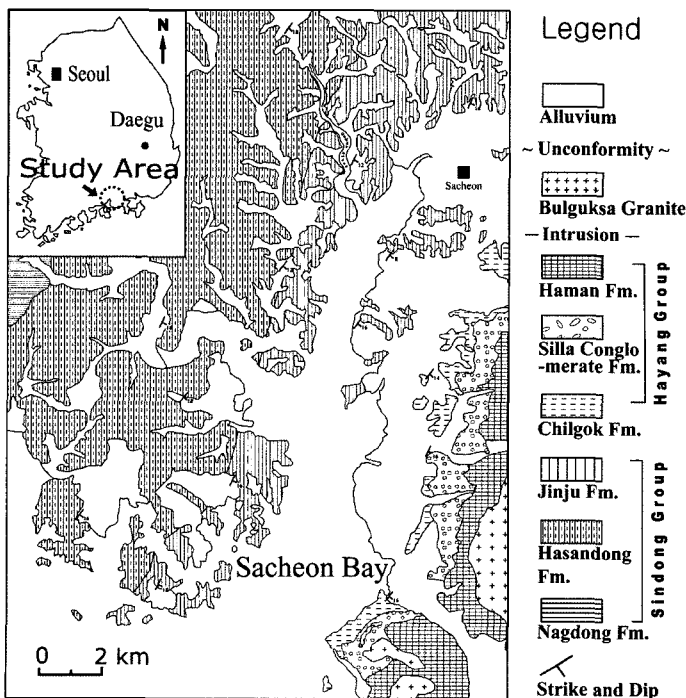 N
Seoul
Daegu
Study Area
Sacheon
Sacheon Bay
0 2 km
Legend
Alluvium
~ Unconformity ~
Bulguksa Granite
— Intrusion —
Haman Fm.
Silla Conglo
-merate Fm.
Chilgok Fm.
Hayang Group
Jinju Fm.
Hasandong
Fm.
Nagdong Fm.
Sindong Group
Strike and Dip